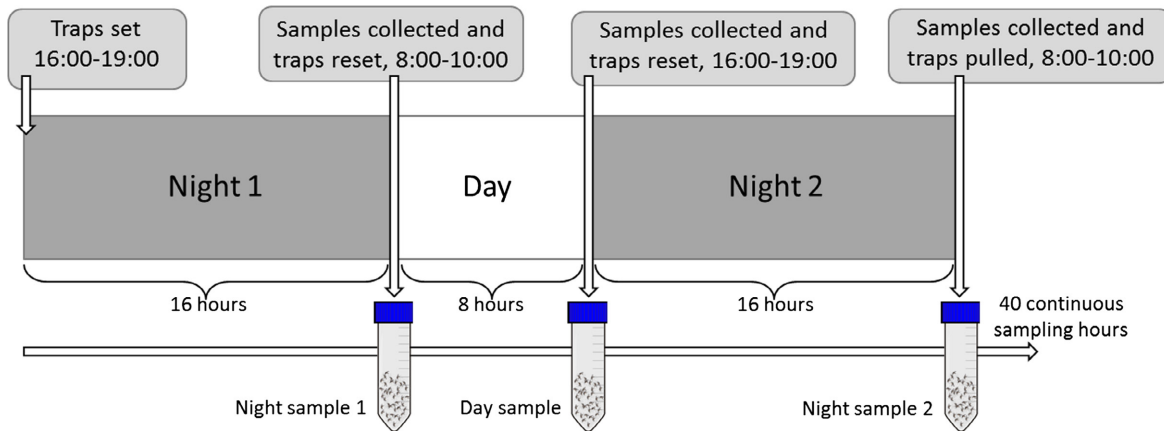 Traps set
16:00-19:00
Samples collected and
traps reset, 8:00-10:00
Samples collected and
traps reset, 16:00-19:00
Samples collected and
traps pulled, 8:00-10:00
Night 1
Day
Night 2
16 hours
8 hours
16 hours
40 continuous
sampling hours
Night sample 1
Day sample
Night sample 2